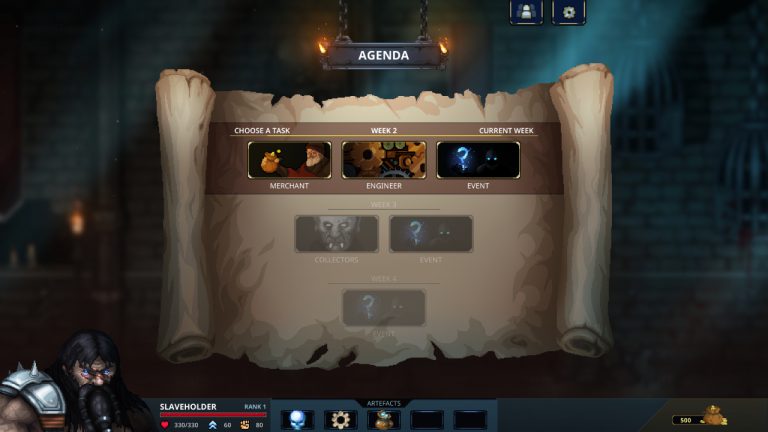 AGENDA
CHOOSE A TASK WEEK 2 CURRENT WEEK
MERCHANT ENGINEER EVENT
WEEK 3
COLLECTORS EVENT
WEEK 4
EVENT
SLAVEHOLDER RANK 1 ARTEFACTS
330/330 60 80
500